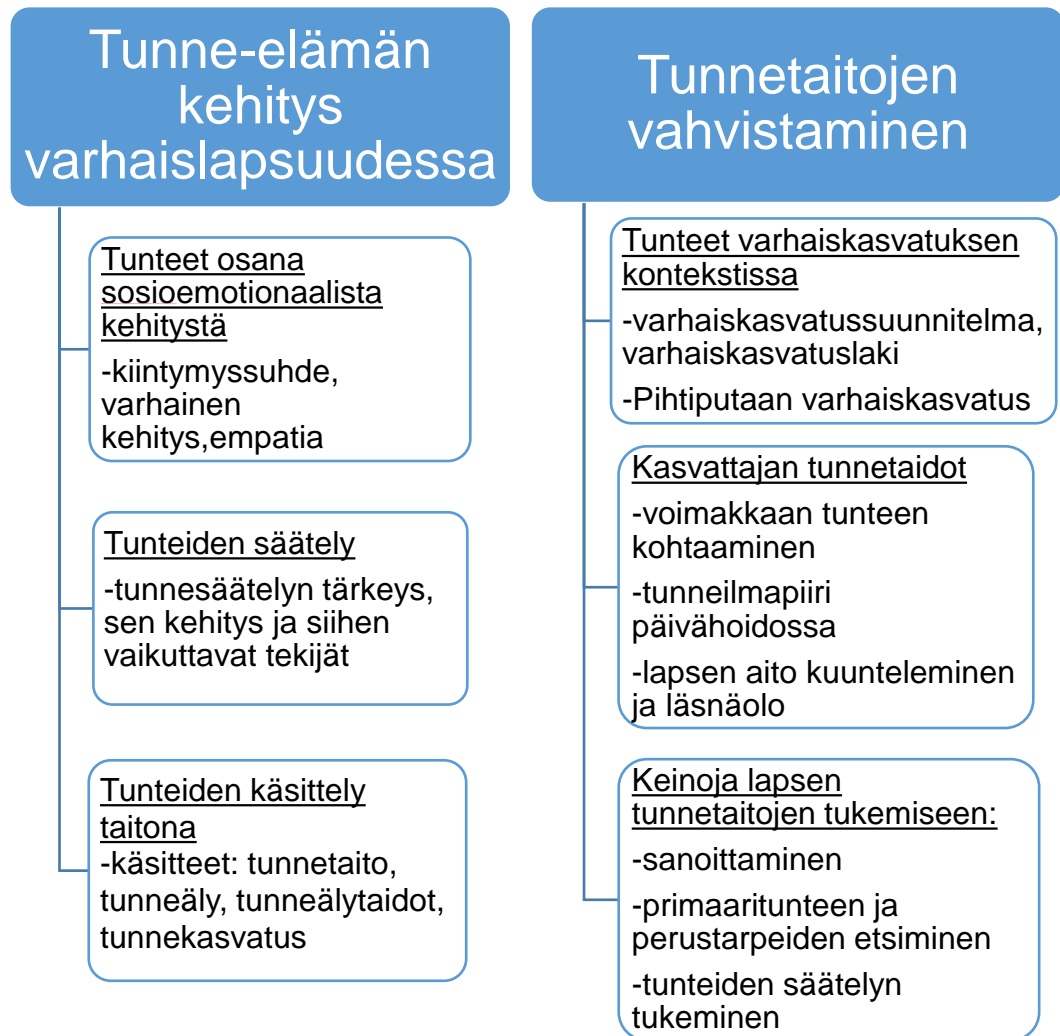 Tunne-elämän
kehitys
varhaislapsuudessa
Tunteet osana
sosioemotionaalista
kehitystä
-kiintymyssuhde,
varhainen
kehitys,empatia
Tunteiden säätely
-tunnesäätelyn tärkeys,
sen kehitys ja siihen
vaikuttavat tekijät
Tunteiden käsittely
taitona
-käsitteet: tunnetaito,
tunneäly, tunneälytaidot,
tunnekasvatus
Tunnetaitojen
vahvistaminen
Tunteet varhaiskasvatuksen
kontekstissa
-varhaiskasvatussuunnitelma,
varhaiskasvatuslaki
-Pihtiputaan varhaiskasvatus
Kasvattajan tunnetaidot
-voimakkaan tunteen
kohtaaminen
-tunneilmapiiri
päivähoidossa
-lapsen aito kuunteleminen
ja läsnäolo
Keinoja lapsen
tunnetaitojen tukemiseen:
-sanoittaminen
-primaaritunteen ja
perustarpeiden etsiminen
-tunteiden säätelyn
tukeminen